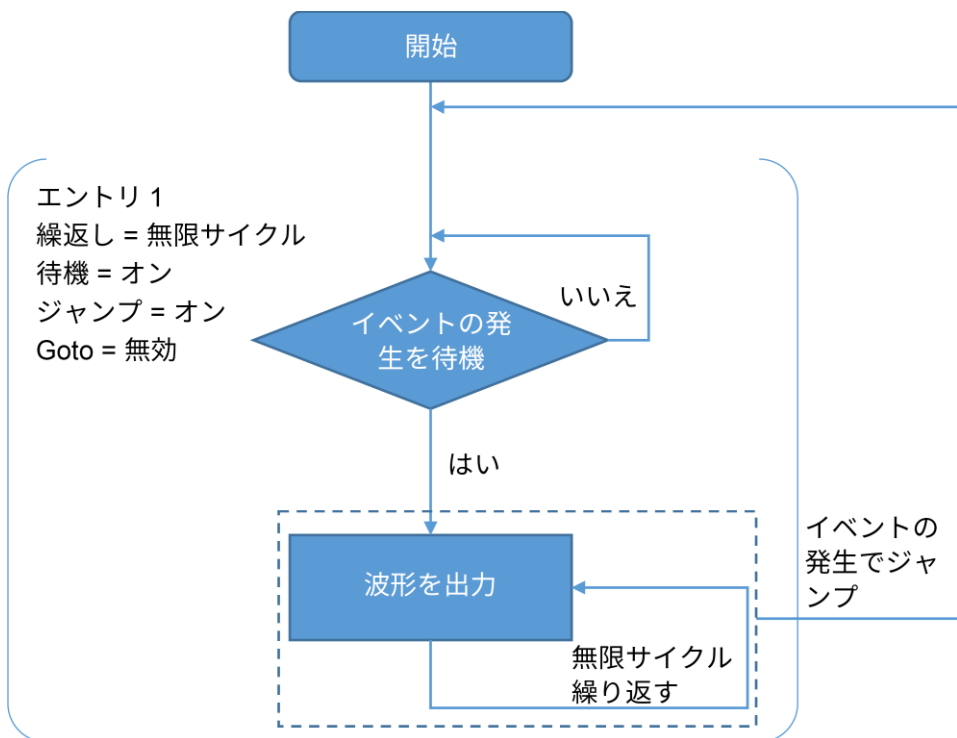 開始
エントリ 1
繰返し = 無限サイクル
待機 = オン
ジャンプ = オン
Goto = 無効
いいえ
イベントの発
生を待機
はい
イベントの
発生でジャ
ンプ
波形を出力
無限サイクル
繰り返す